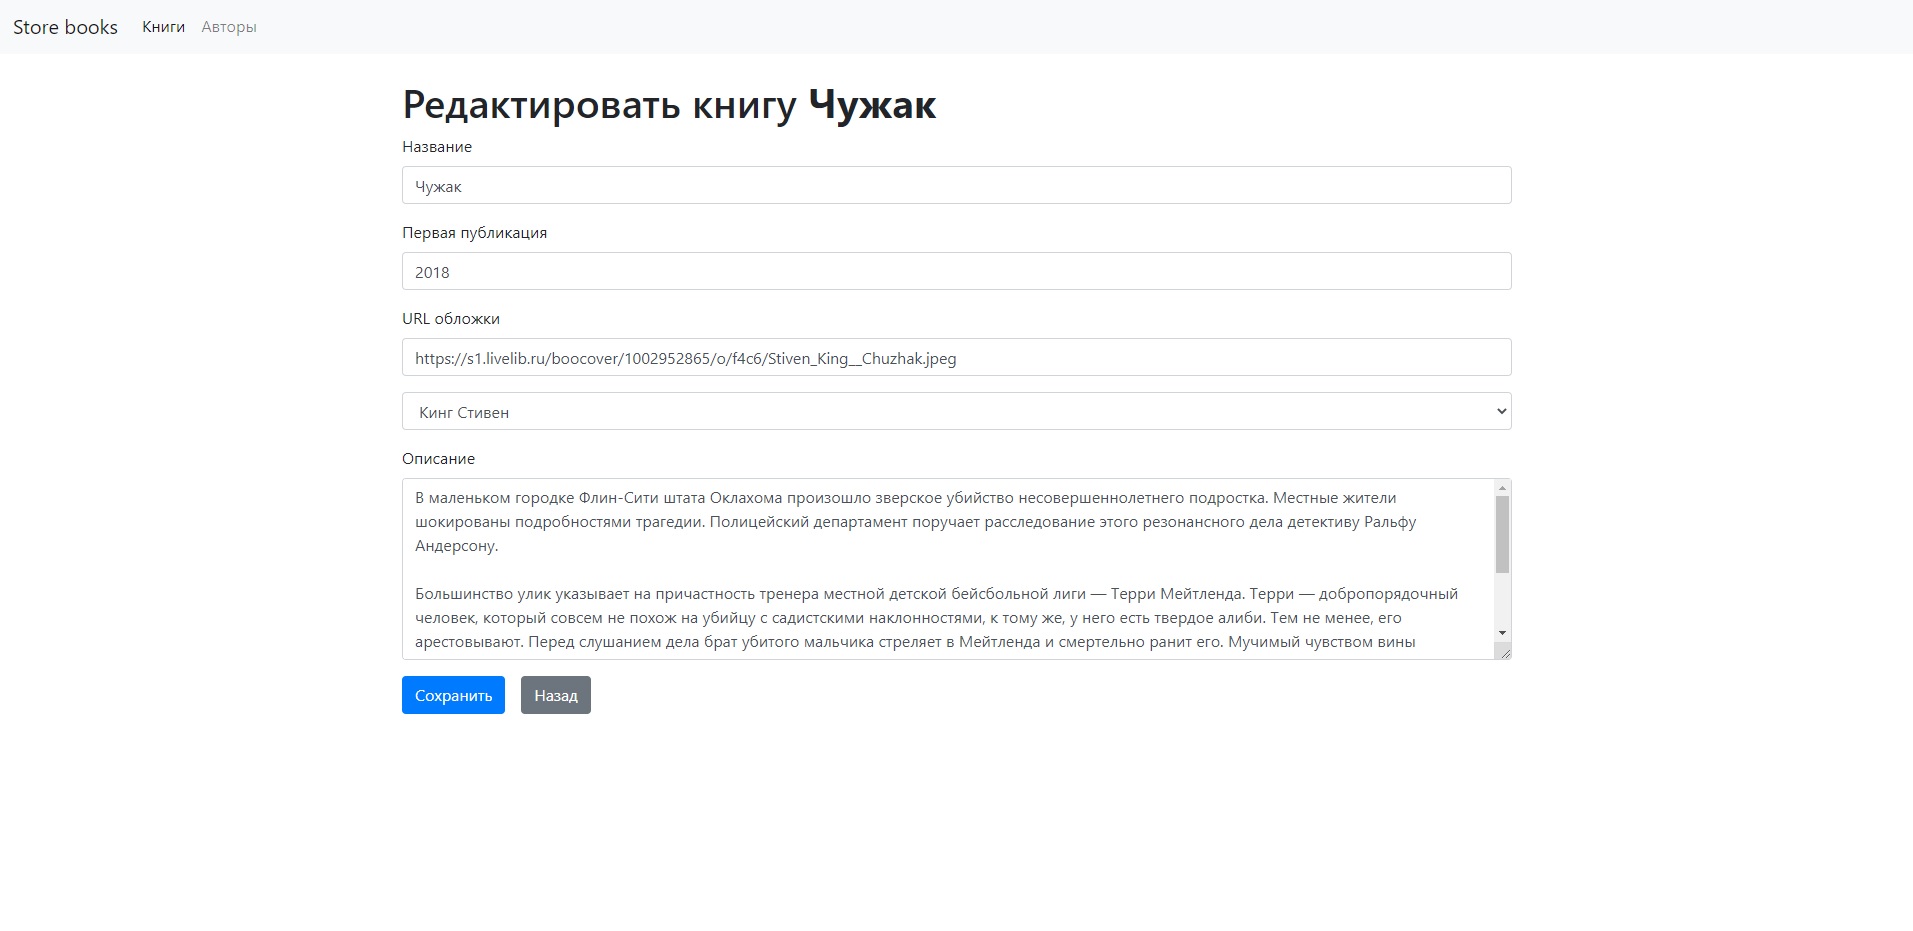 Store books Книги Авторы
Редактировать книгу Чужак
Название
Чужак
Первая публикация
2018
URL обложки
https://s1.livelib.ru/boocover/1002952865/o/f4c6/Stiven_King__Chuzhak.jpeg
Кинг Стивен
Описание
В маленьком городке Флин-Сити штата Оклахома произошло зверское убийство несовершеннолетнего подростка. Местные жители
шокированы подробностями трагедии. Полицейский департамент поручает расследование этого резонансного дела детективу Ральфу
Андерсону.
Большинство улик указывает на причастность тренера местной детской бейсбольной лиги — Терри Мейтленда. Терри — добропорядочный
человек, который совсем не похож на убийцу с садистскими наклонностями, к тому же, у него есть твердое алиби. Тем не менее, его
арестовывают. Перед слушанием дела брат убитого мальчика стреляет в Мейтленда и смертельно ранит его. Мучимый чувством вины
Сохранить Назад